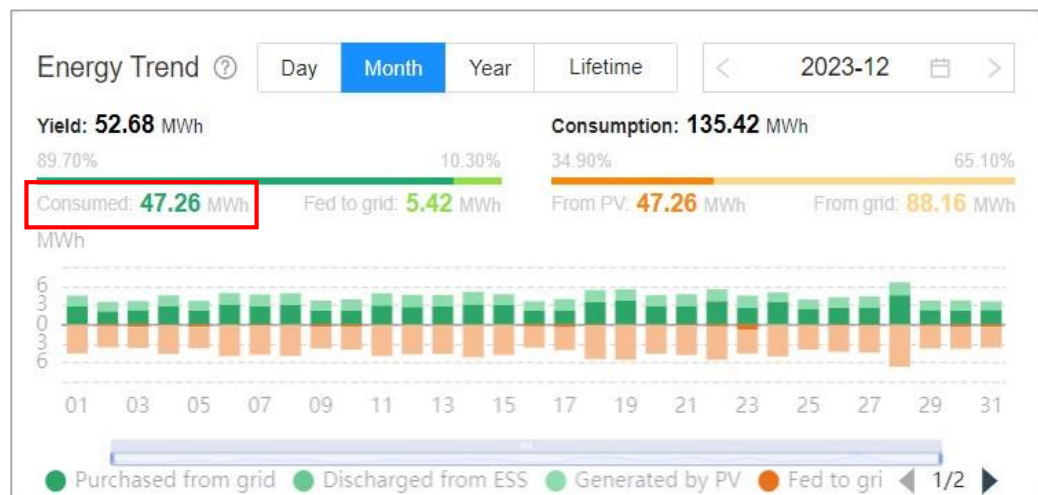 Energy Trend ? Day Month Year Lifetime < 2023-12 >
Yield: 52.68 MWh Consumption: 135.42 MWh
89.70% 10.30% 34.90% 65.10%
Consumed: 47.26 MWh Fed to grid: 5.42 MWh From PV: 47.26 MWh From grid: 88.16 MWh
MWh
6
3
0
3
6
01 03 05 07 09 11 13 15 17 19 21 23 25 27 29 31
Purchased from grid Discharged from ESS Generated by PV Fed to gri 1/2